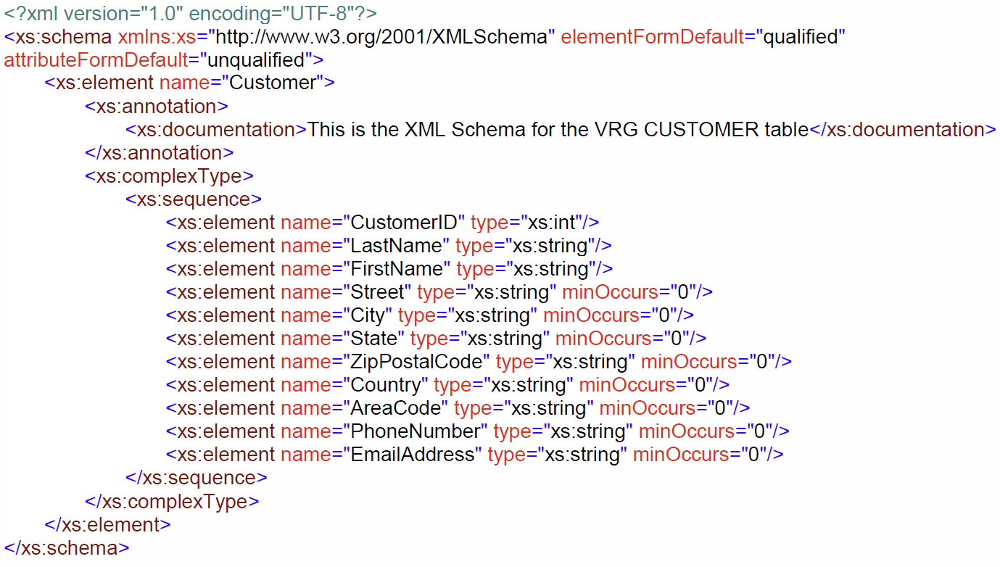 <?xml version="1.0" encoding="UTF-8"?>
<xs:schema xmlns:xs="http://www.w3.org/2001/XMLSchema" elementFormDefault="qualified"
attributeFormDefault="unqualified">
<xs:element name="Customer">
<xs:annotation>
<xs:documentation>This is the XML Schema for the VRG CUSTOMER table</xs:documentation>
</xs:annotation>
<xs:complexType>
<xs:sequence>
<xs:element name="CustomerID" type="xs:int"/>
<xs:element name="LastName" type="xs:string"/>
<xs:element name="FirstName" type="xs:string"/>
<xs:element name="Street" type="xs:string" minOccurs="0"/>
<xs:element name="City" type="xs:string" minOccurs="0"/>
<xs:element name="State" type="xs:string" minOccurs="0"/>
<xs:element name="ZipPostalCode" type="xs:string" minOccurs="0"/>
<xs:element name="Country" type="xs:string" minOccurs="0"/>
<xs:element name="AreaCode" type="xs:string" minOccurs="0"/>
<xs:element name="PhoneNumber" type="xs:string" minOccurs="0"/>
<xs:element name="EmailAddress" type="xs:string" minOccurs="0"/>
</xs:sequence>
</xs:complexType>
</xs:element>
</xs:schema>